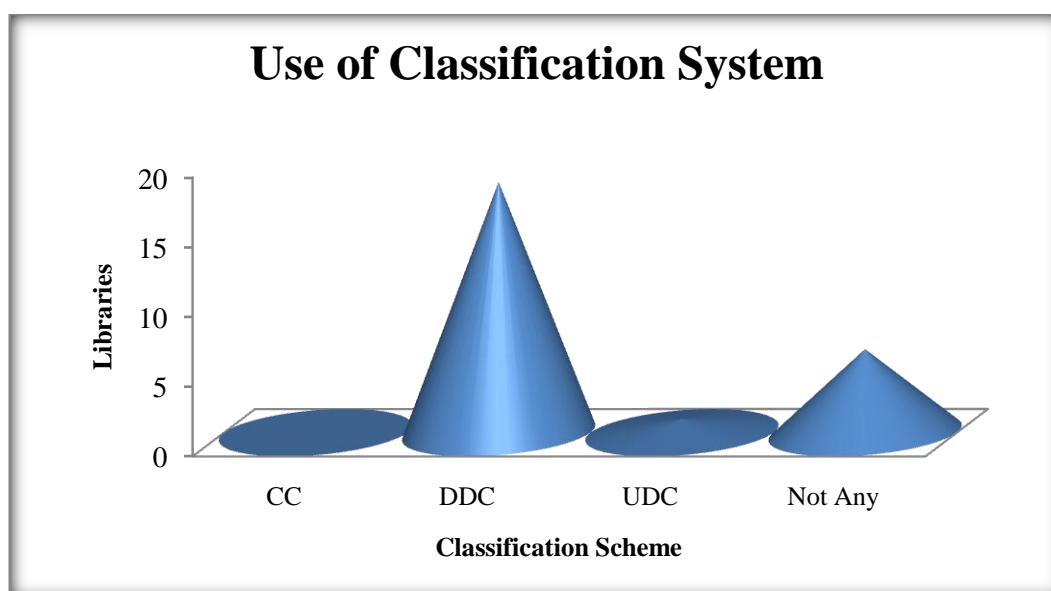 Use of Classification System
20
15
10
5
0
Libraries
CC DDC UDC Not Any
Classification Scheme